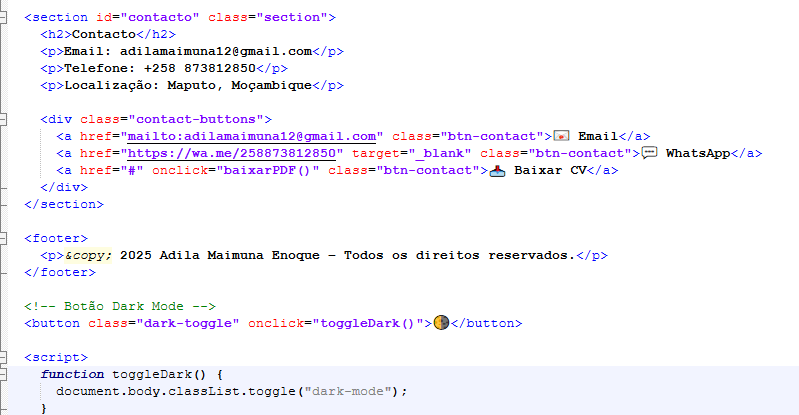 <section id="contacto" class="section">
<h2>Contacto</h2>
<p>Email: adilamaimuna12@gmail.com</p>
<p>Telefone: +258 873812850</p>
<p>Localização: Maputo, Moçambique</p>
<div class="contact-buttons">
<a href="mailto:adilamaimuna12@gmail.com" class="btn-contact">📧 Email</a>
<a href="https://wa.me/258873812850" target="_blank" class="btn-contact">💬 WhatsApp</a>
<a href="#" onclick="baixarPDF()" class="btn-contact">📥 Baixar CV</a>
</div>
</section>
<footer>
<p>&copy; 2025 Adila Maimuna Enoque – Todos os direitos reservados.</p>
</footer>
<!-- Botão Dark Mode -->
<button class="dark-toggle" onclick="toggleDark()">🌗</button>
<script>
function toggleDark() {
document.body.classList.toggle("dark-mode");
}